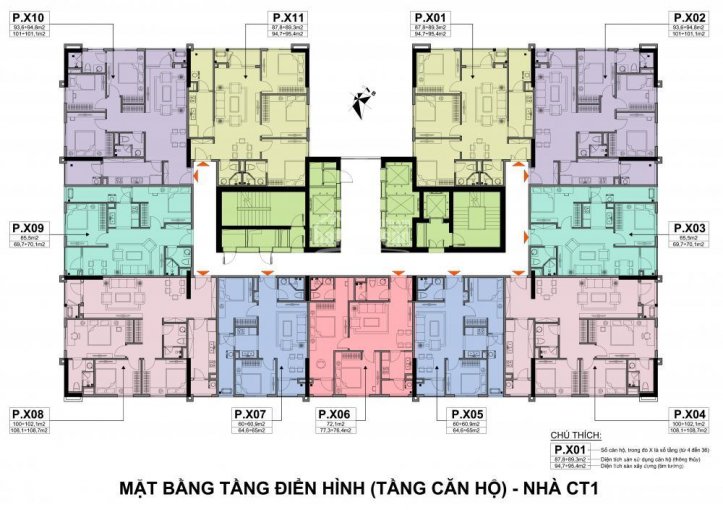 P.X10
93,6÷94,8m2
101÷101,1m2
P.X11
87,8÷89,3m2
94,7÷95,4m2
P.X01
87,8÷89,3m2
94,7÷95,4m2
P.X02
93,6÷94,8m2
101÷101,1m2
P.X09
65,5m2
69,7÷70,1m2
P.X03
65,5m2
69,7÷70,1m2
P.X08
100÷102,1m2
108,1÷108,7m2
P.X07
60÷60,9m2
64,6÷65m2
P.X06
72,1m2
77,3÷78,4m2
P.X05
60÷60,9m2
64,6÷65m2
P.X04
100÷102,1m2
108,1÷108,7m2
CHÚ THÍCH:
P.X01
Số căn hộ, trong đó X là số tầng (từ 4 đến 36)
87,8÷89,3m2
Diện tích sàn sử dụng căn hộ (thông thủy)
94,7÷95,4m2
Diện tích sàn xây dựng (tim tường)
MẶT BẰNG TẦNG ĐIỂN HÌNH (TẦNG CĂN HỘ) - NHÀ CT1